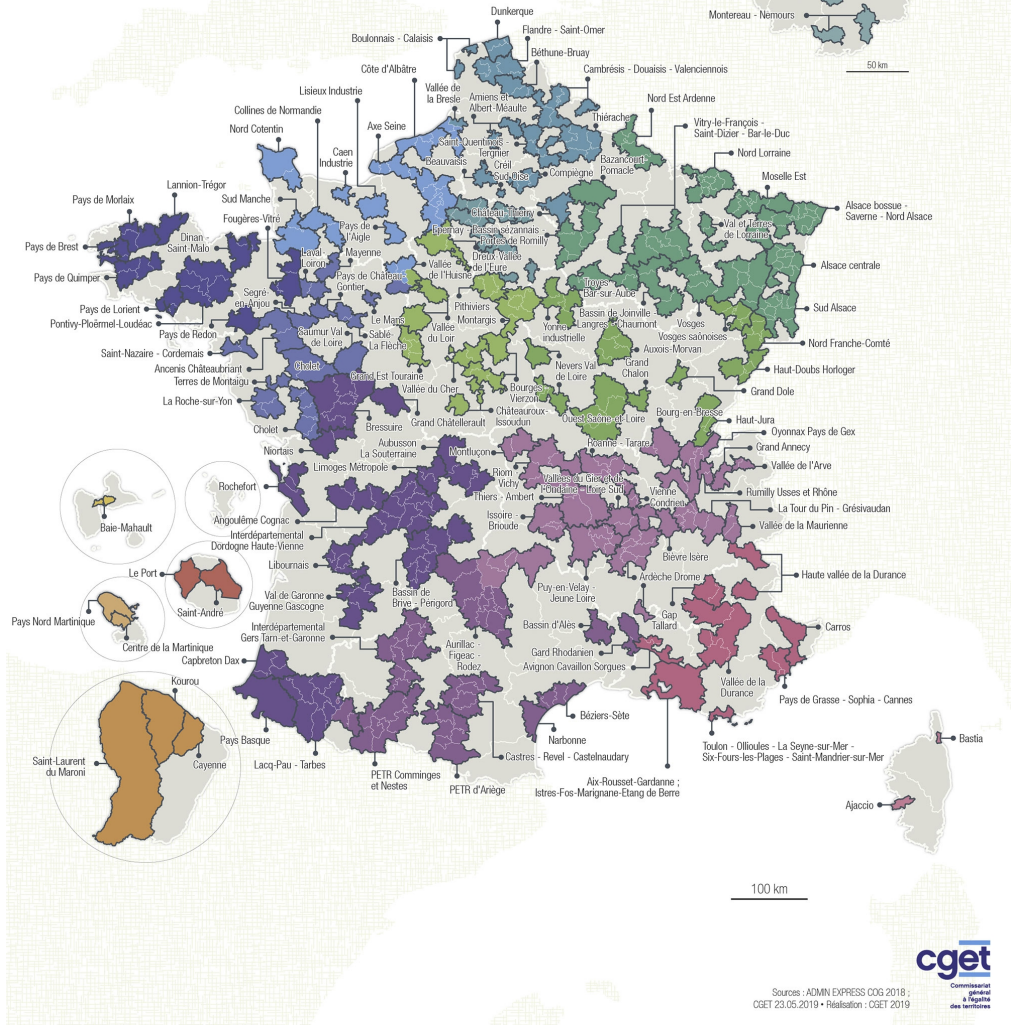 Montereau - Nemours
50 km
Dunkerque
Flandre - Saint-Omer
Boulonnais - Calaisis
Béthune-Bruay
Côte d'Albâtre
Cambrésis - Douaisis - Valenciennois
Lisieux Industrie
Vallée de
la Bresle
Amiens et
Albert-Méaulte
Nord Est Ardenne
Collines de Normandie
Thiérache
Vitry-le-François -
Saint-Dizier - Bar-le-Duc
Nord Cotentin
Axe Seine
Saint-Quentinois -
Tergnier
Caen
Industrie
Beauvaisis
Creil
Sud Oise
Compiègne
Bazancourt-
Pomacle
Nord Lorraine
Moselle Est
Lannion-Trégor
Sud Manche
Pays de Morlaix
Fougères-Vitré
Château-Thierry
Alsace bossue -
Saverne - Nord Alsace
Pays de
l'Aigle
Epernay - Bassin sézannais -
Portes de Romilly
Val et Terres
de Lorraine
Pays de Brest
Dinan -
Saint-Malo
Laval-
Loiron
Mayenne
Dreux-Vallée
de l'Eure
Vallée
de l'Huisne
Alsace centrale
Pays de Quimper
Pays de Château-
Gontier
Troyes -
Bar-sur-Aube
Segré-
en-Anjou
Pithiviers
Pays de Lorient
Le Mans
Montargis
Bassin de Joinville -
Langres - Chaumont
Sud Alsace
Pontivy-Ploërmel-Loudéac
Pays de Redon
Saumur Val
de Loire
Sablé
La Flèche
Vallée
du Loir
Yonne
industrielle
Vosges
Vosges saônoises
Nord Franche-Comté
Saint-Nazaire - Cordemais
Auxois-Morvan
Ancenis Châteaubriant
Cholet
Nevers Val
de Loire
Grand
Chalon
Haut-Doubs Horloger
Terres de Montaigu
Grand Est Touraine
Vallée du Cher
Bourges-
Vierzon
Grand Dole
La Roche-sur-Yon
Châteauroux-
Issoudun
Bourg-en-Bresse
Cholet
Bressuire
Grand Châtellerault
Ouest Saône-et-Loire
Haut-Jura
Oyonnax Pays de Gex
Niortais
Aubusson
La Souterraine
Montluçon
Roanne - Tarare
Grand Annecy
Limoges Métropole
Vallée de l'Arve
Rochefort
Riom
Vichy
Vallées du Gier et de
l'Ondaine - Loire Sud
Vienne
Condrieu
Rumilly Usses et Rhône
Thiers - Ambert
La Tour du Pin - Grésivaudan
Baie-Mahault
Angoulême Cognac
Issoire -
Brioude
Vallée de la Maurienne
Interdépartemental
Dordogne Haute-Vienne
Bièvre Isère
Libournais
Le Port
Ardèche Drome
Haute vallée de la Durance
Saint-André
Val de Garonne
Guyenne Gascogne
Bassin de
Brive - Périgord
Puy-en-Velay -
Jeune Loire
Pays Nord Martinique
Gap
Tallard
Interdépartemental
Gers Tarn-et-Garonne
Bassin d'Alès
Carros
Centre de la Martinique
Aurillac -
Figeac -
Rodez
Gard Rhodanien
Capbreton Dax
Avignon Cavaillon Sorgues
Kourou
Vallée de la
Durance
Pays de Grasse - Sophia - Cannes
Béziers-Sète
Pays Basque
Narbonne
Bastia
Saint-Laurent
du Maroni
Cayenne
Lacq-Pau - Tarbes
Castres - Revel - Castelnaudary
Toulon - Ollioules - La Seyne-sur-Mer -
Six-Fours-les-Plages - Saint-Mandrier-sur-Mer
PETR Comminges
et Nestes
PETR d'Ariège
Aix-Rousset-Gardanne ;
Istres-Fos-Marignane-Etang de Berre
Ajaccio
100 km
cget
Commissariat
général
à l'égalité
des territoires
Sources : ADMIN EXPRESS COG 2018 ;
CGET 23.05.2019 • Réalisation : CGET 2019